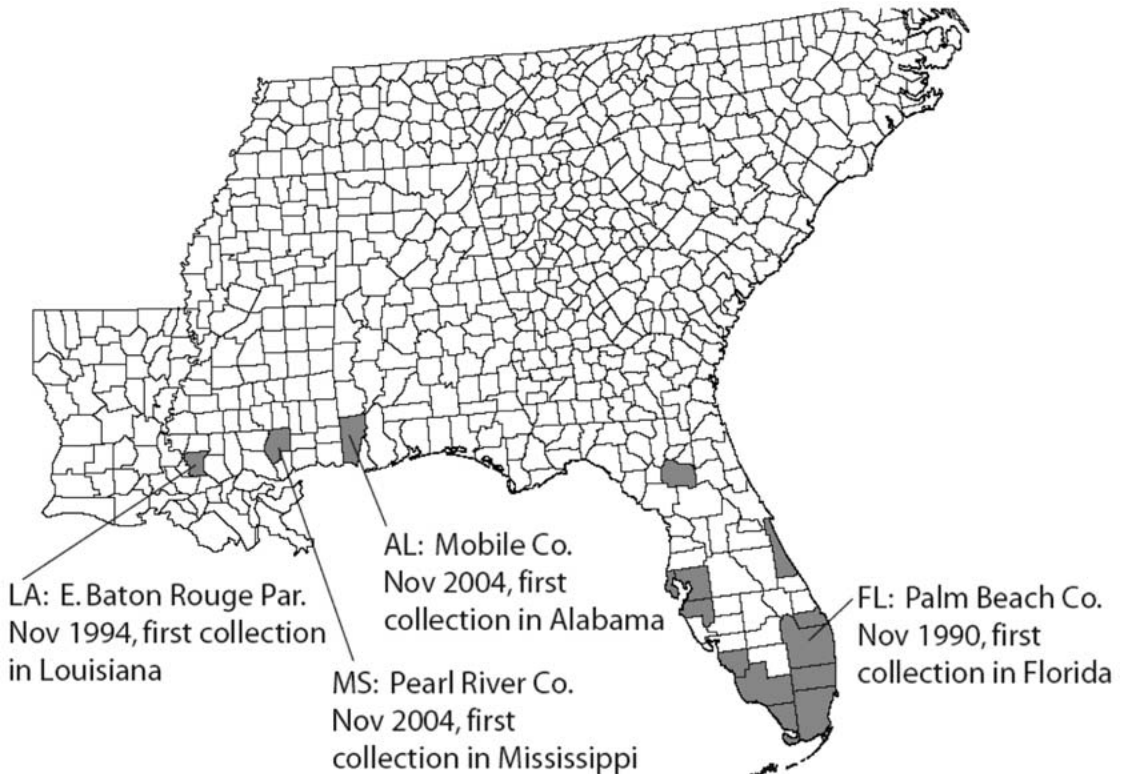 LA: E. Baton Rouge Par.
Nov 1994, first collection
in Louisiana
MS: Pearl River Co.
Nov 2004, first
collection in Mississippi
AL: Mobile Co.
Nov 2004, first
collection in Alabama
FL: Palm Beach Co.
Nov 1990, first
collection in Florida